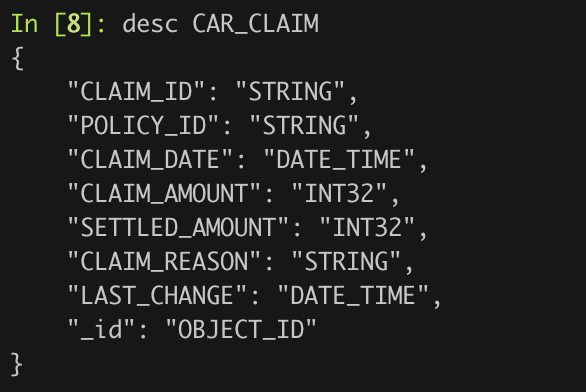 In [8]: desc CAR_CLAIM
{
    "CLAIM_ID": "STRING",
    "POLICY_ID": "STRING",
    "CLAIM_DATE": "DATE_TIME",
    "CLAIM_AMOUNT": "INT32",
    "SETTLED_AMOUNT": "INT32",
    "CLAIM_REASON": "STRING",
    "LAST_CHANGE": "DATE_TIME",
    "_id": "OBJECT_ID"
}